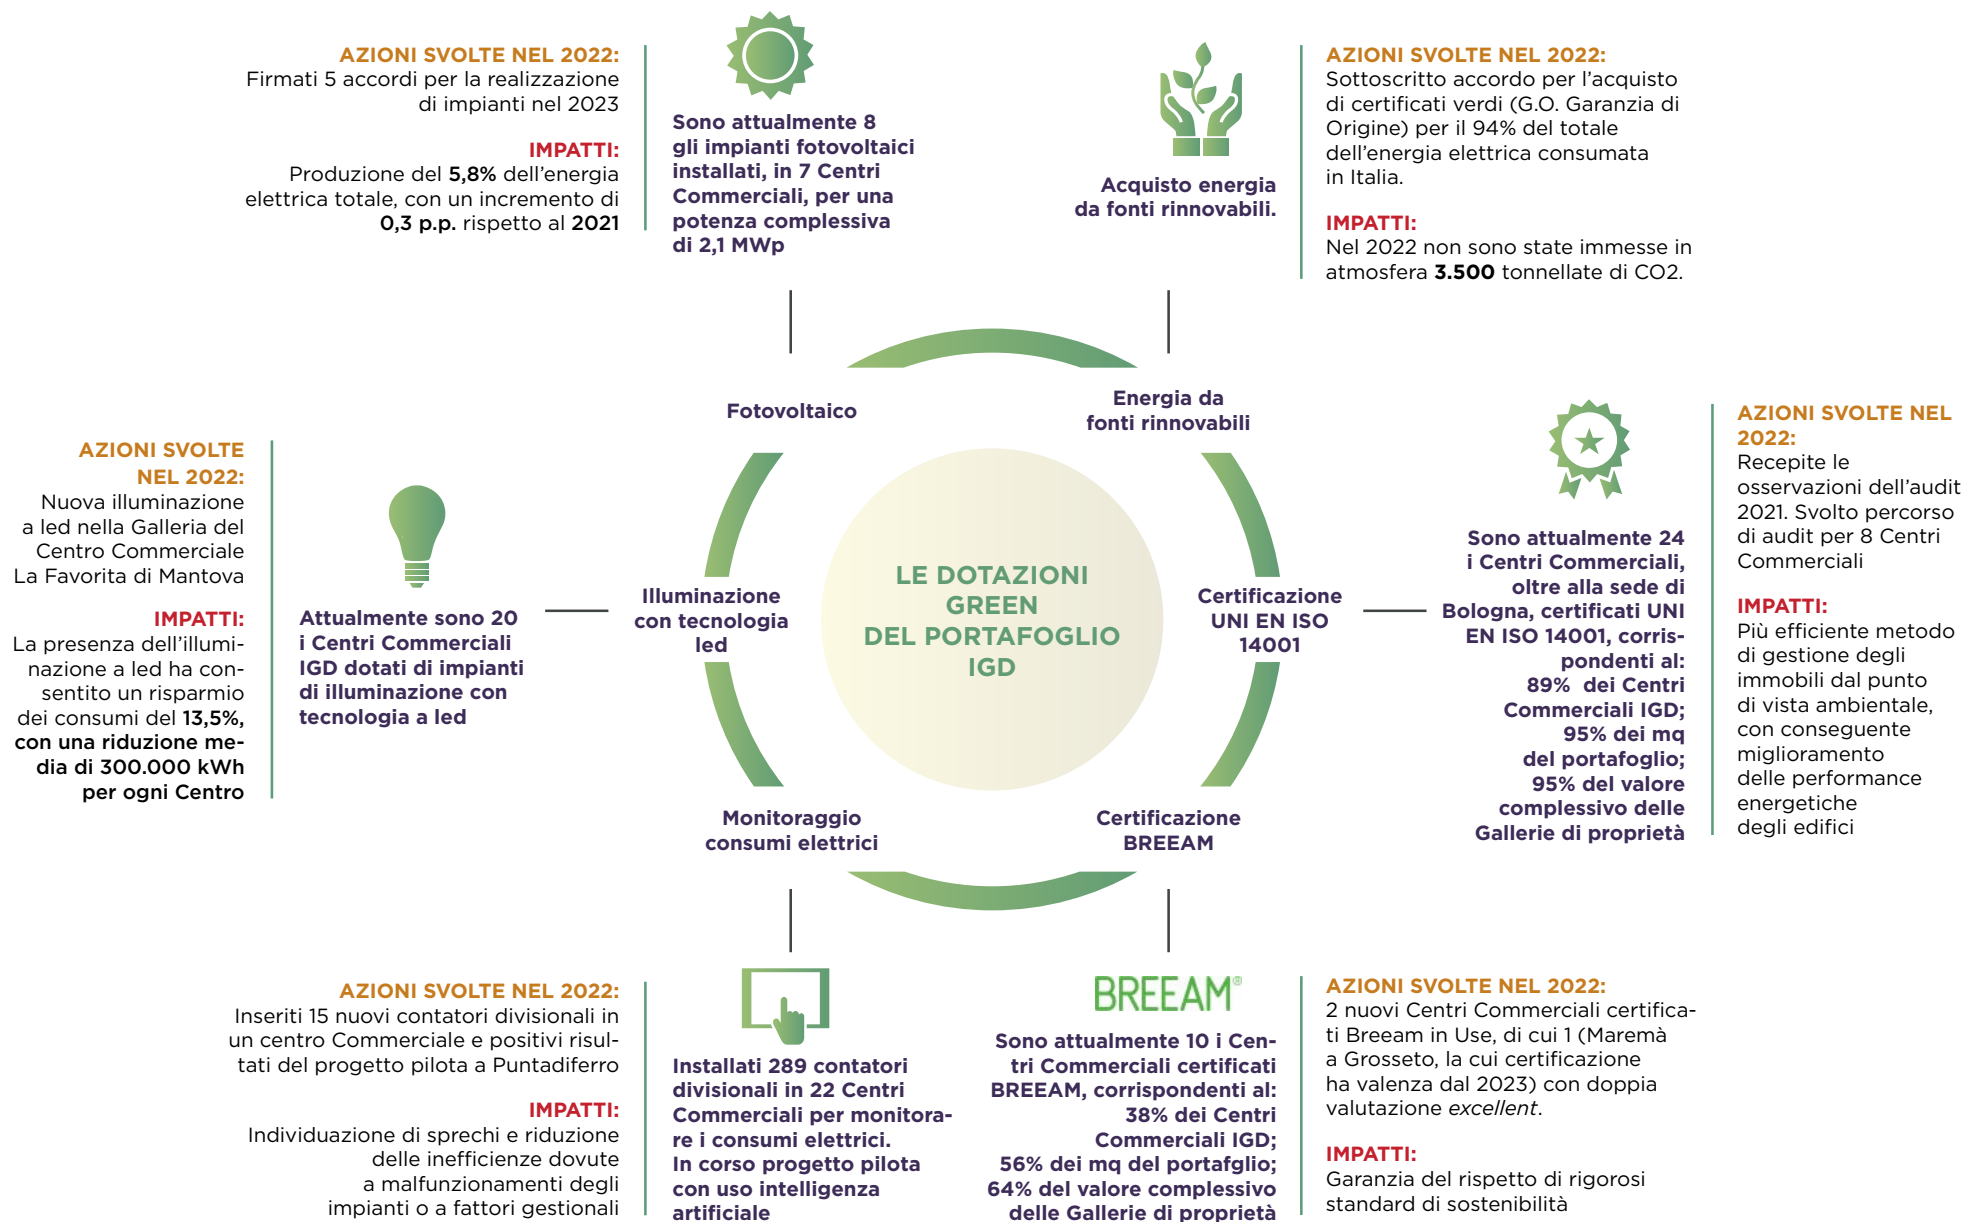 AZIONI SVOLTE NEL 2022:
Firmati 5 accordi per la realizzazione
di impianti nel 2023
IMPATTI:
Produzione del 5,8% dell'energia
elettrica totale, con un incremento di
0,3 p.p. rispetto al 2021
Sono attualmente 8
gli impianti fotovoltaici
installati, in 7 Centri
Commerciali, per una
potenza complessiva
di 2,1 MWp
Acquisto energia
da fonti rinnovabili.
AZIONI SVOLTE NEL 2022:
Sottoscritto accordo per l'acquisto
di certificati verdi (G.O. Garanzia di
Origine) per il 94% del totale
dell'energia elettrica consumata
in Italia.
IMPATTI:
Nel 2022 non sono state immesse in
atmosfera 3.500 tonnellate di CO2.
Fotovoltaico
Energia da
fonti rinnovabili
AZIONI SVOLTE
NEL 2022:
Nuova illuminazione
a led nella Galleria del
Centro Commerciale
La Favorita di Mantova
IMPATTI:
La presenza dell'illumi-
nazione a led ha con-
sentito un risparmio
dei consumi del 13,5%,
con una riduzione me-
dia di 300.000 kWh
per ogni Centro
Attualmente sono 20
i Centri Commerciali
IGD dotati di impianti
di illuminazione con
tecnologia a led
Illuminazione
con tecnologia
led
LE DOTAZIONI
GREEN
DEL PORTAFOGLIO
IGD
Certificazione
UNI EN ISO
14001
Sono attualmente 24
i Centri Commerciali,
oltre alla sede di
Bologna, certificati UNI
EN ISO 14001, corris-
pondenti al:
89% dei Centri
Commerciali IGD;
95% dei mq
del portafoglio;
95% del valore
complessivo delle
Gallerie di proprietà
AZIONI SVOLTE NEL
2022:
Recepite le
osservazioni dell'audit
2021. Svolto percorso
di audit per 8 Centri
Commerciali
IMPATTI:
Più efficiente metodo
di gestione degli
immobili dal punto
di vista ambientale,
con conseguente
miglioramento
delle performance
energetiche
degli edifici
Monitoraggio
consumi elettrici
Certificazione
BREEAM
AZIONI SVOLTE NEL 2022:
Inseriti 15 nuovi contatori divisionali in
un centro Commerciale e positivi risul-
tati del progetto pilota a Puntadiferro
IMPATTI:
Individuazione di sprechi e riduzione
delle inefficienze dovute
a malfunzionamenti degli
impianti o a fattori gestionali
Installati 289 contatori
divisionali in 22 Centri
Commerciali per monitora-
re i consumi elettrici.
In corso progetto pilota
con uso intelligenza
artificiale
BREEAM®
Sono attualmente 10 i Cen-
tri Commerciali certificati
BREEAM, corrispondenti al:
38% dei Centri
Commerciali IGD;
56% dei mq del portafglio;
64% del valore complessivo
delle Gallerie di proprietà
AZIONI SVOLTE NEL 2022:
2 nuovi Centri Commerciali certifica-
ti Breeam in Use, di cui 1 (Maremà
a Grosseto, la cui certificazione
ha valenza dal 2023) con doppia
valutazione excellent.
IMPATTI:
Garanzia del rispetto di rigorosi
standard di sostenibilità